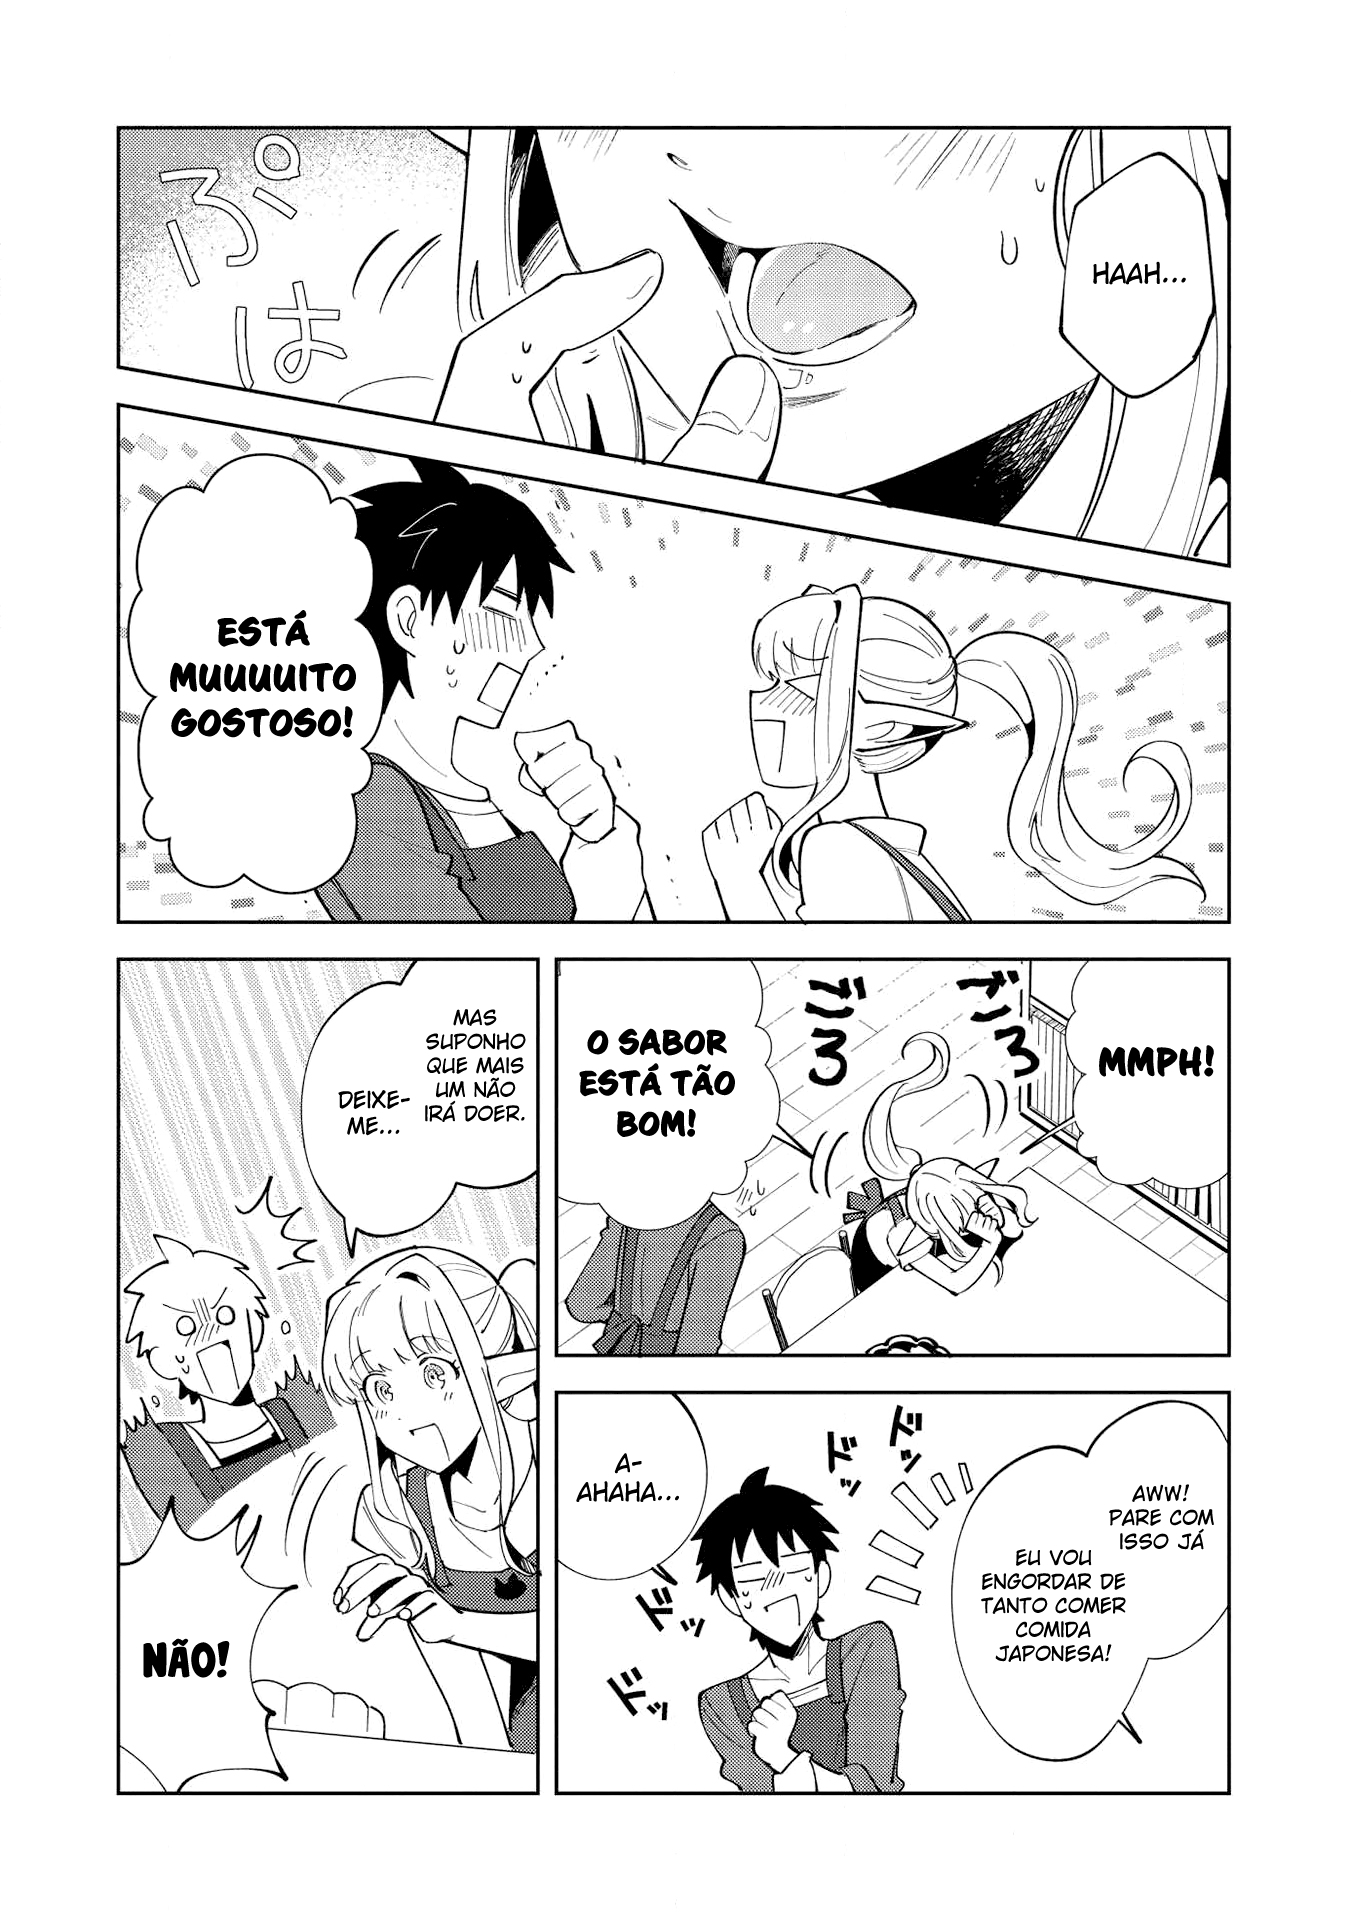 ぷは
HAAH...
ESTÁ
MUUUUITO
GOSTOSO!
MMPH!
ごろ
ごろ
O SABOR
ESTÁ TÃO
BOM!
AWW!
PARE COM
ISSO JÁ
EU VOU
ENGORDAR DE
TANTO COMER
COMIDA
JAPONESA!
ドッ
ドッ
A-
AHAHA...
ドッ
ドッ
MAS
SUPONHO
QUE MAIS
UM NÃO
IRÁ DOER.
DEIXE-
ME...
NÃO!